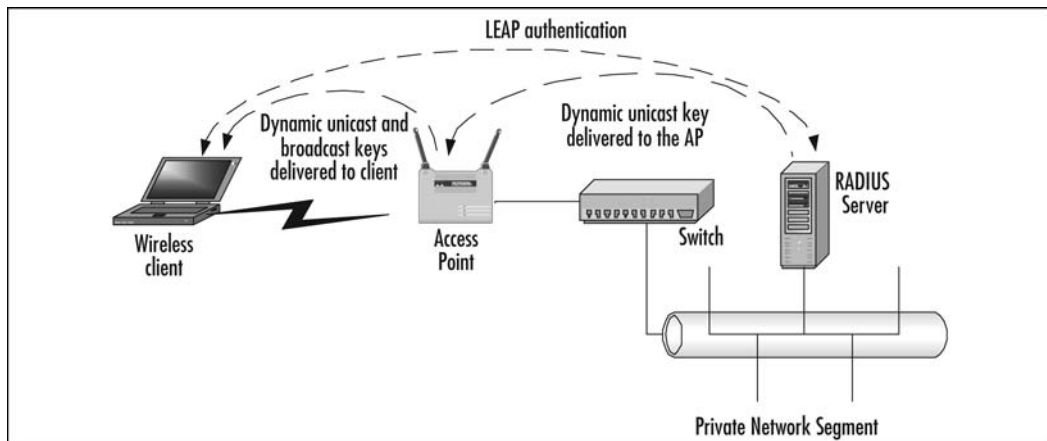 LEAP authentication
Dynamic unicast and
broadcast keys
delivered to client
Dynamic unicast key
delivered to the AP
RADIUS
Server
Wireless
client
Access
Point
Switch
Private Network Segment